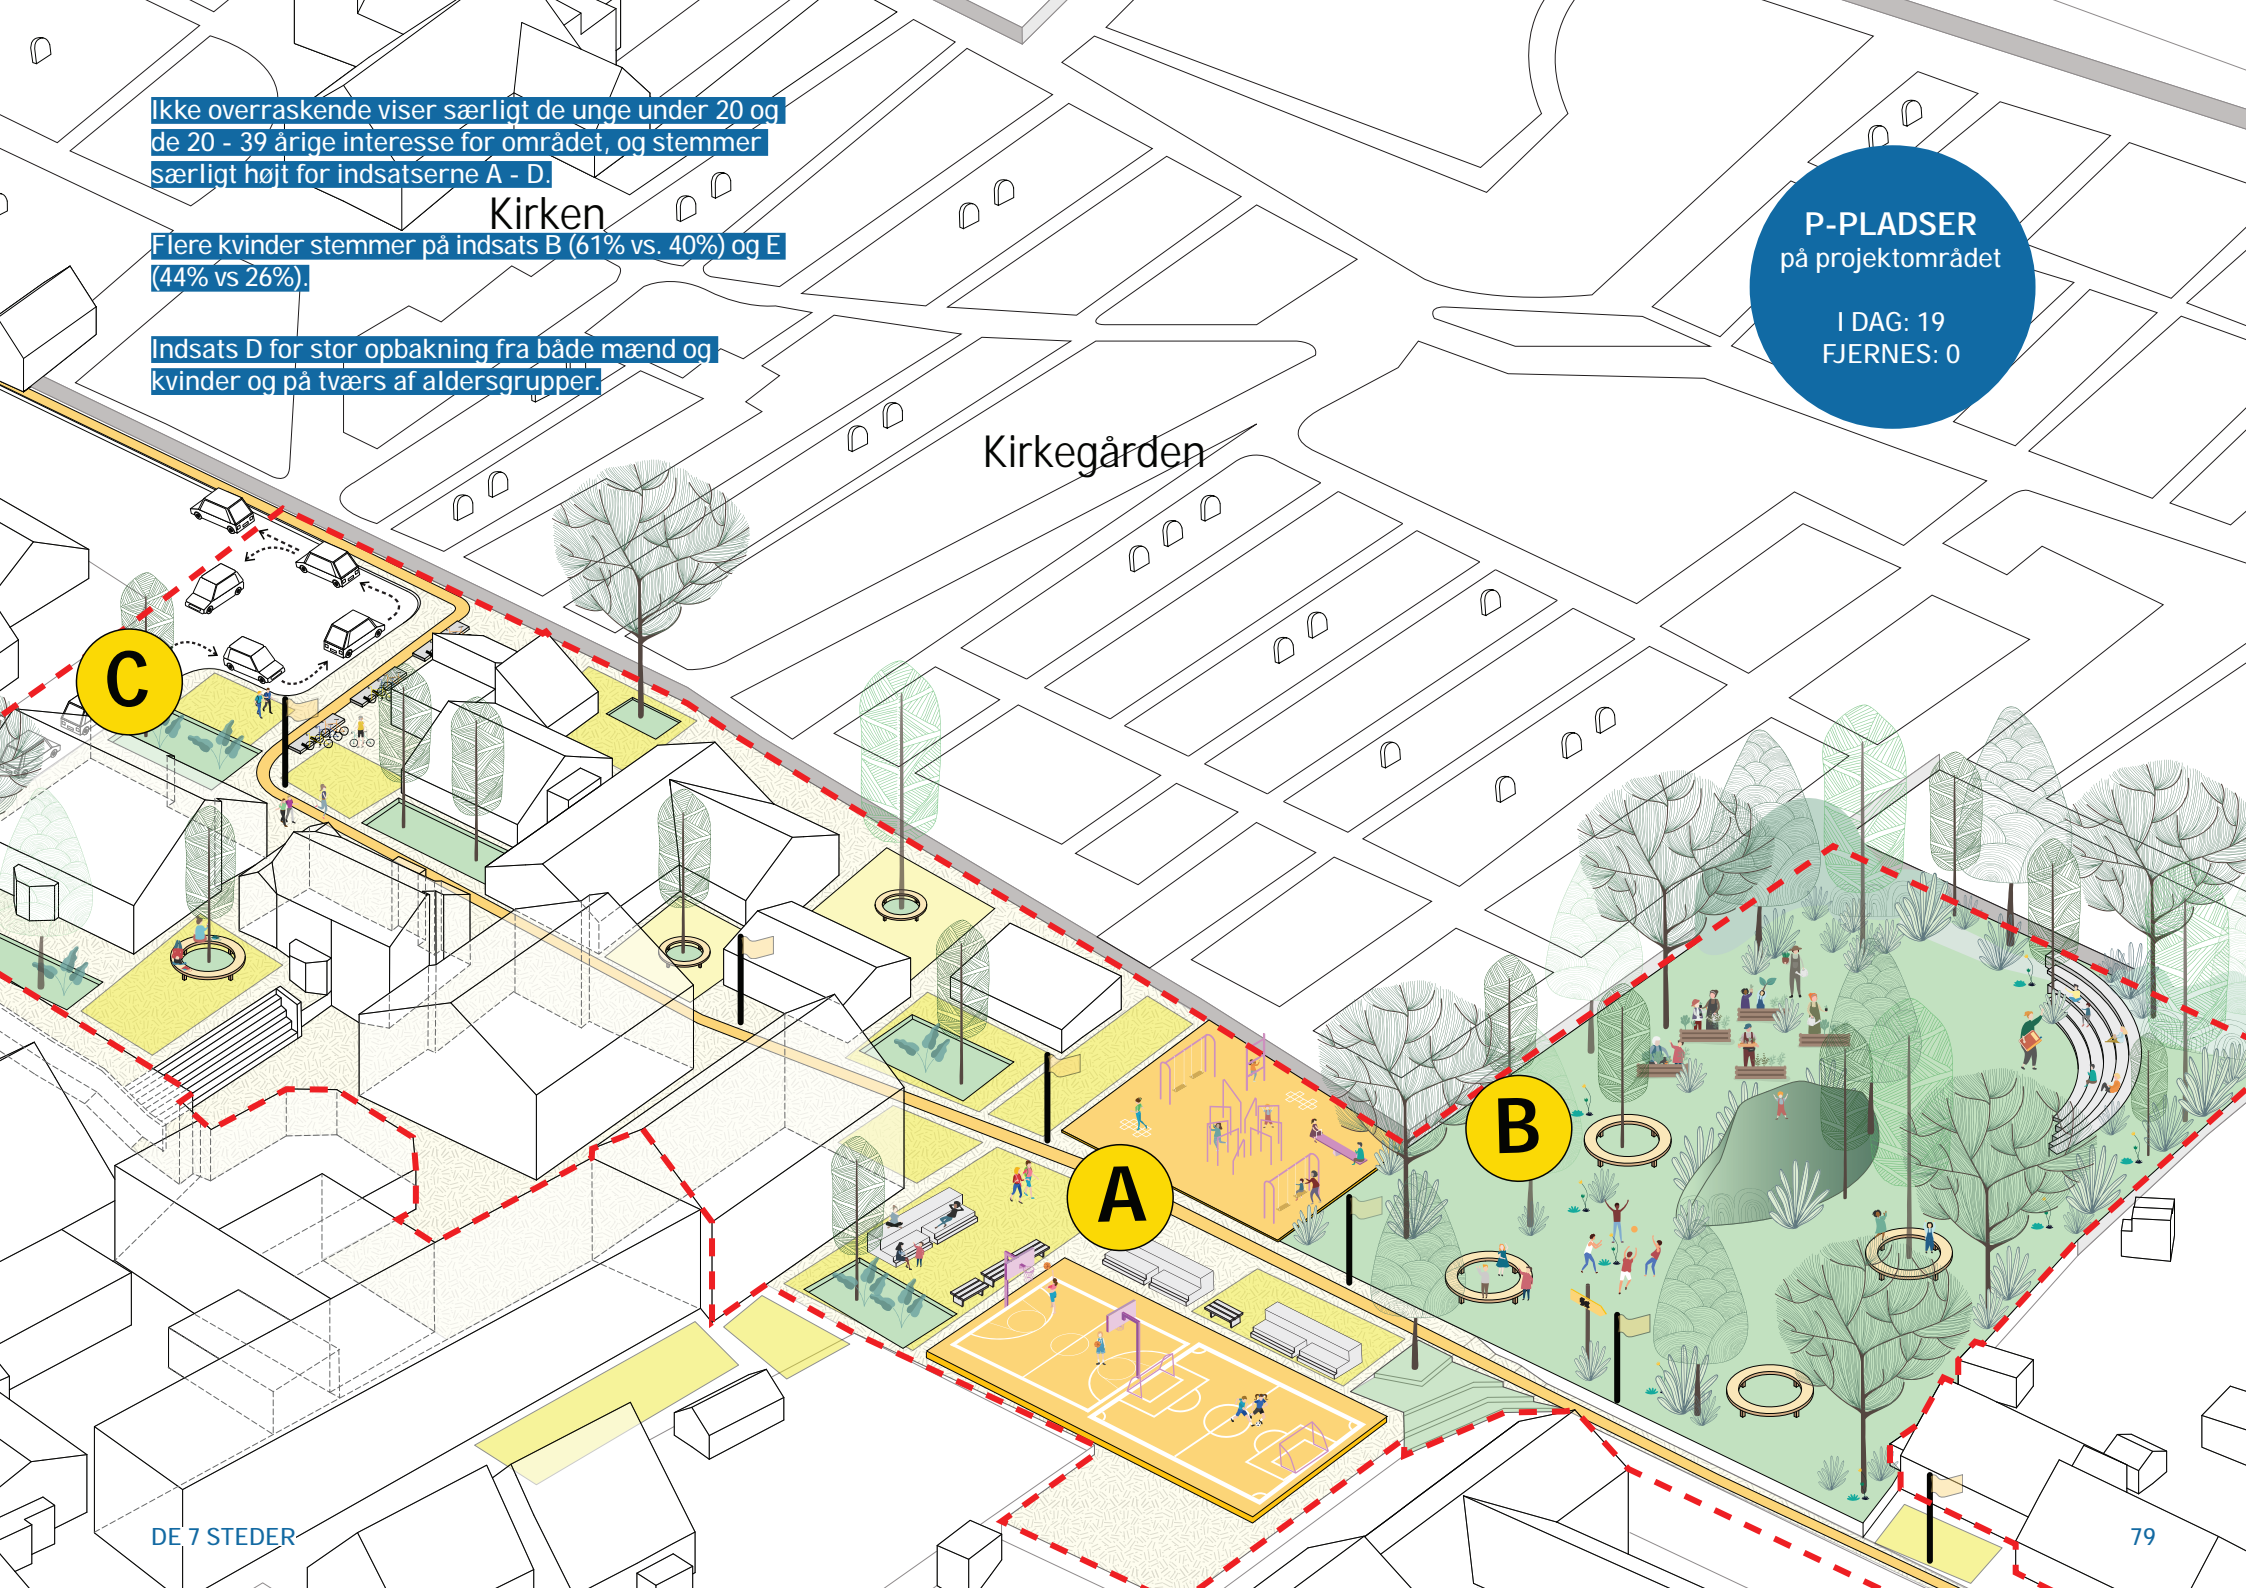 Ikke overraskende viser særligt de unge under 20 og
de 20 - 39 årige interesse for området, og stemmer
særligt højt for indsatserne A - D.
Kirken
Flere kvinder stemmer på indsats B (61% vs. 40%) og E
(44% vs 26%).
Indsats D for stor opbakning fra både mænd og
kvinder og på tværs af aldersgrupper.
P-PLADSER
på projektområdet
I DAG: 19
FJERNES: 0
Kirkegården
C
B
A
DE 7 STEDER
79